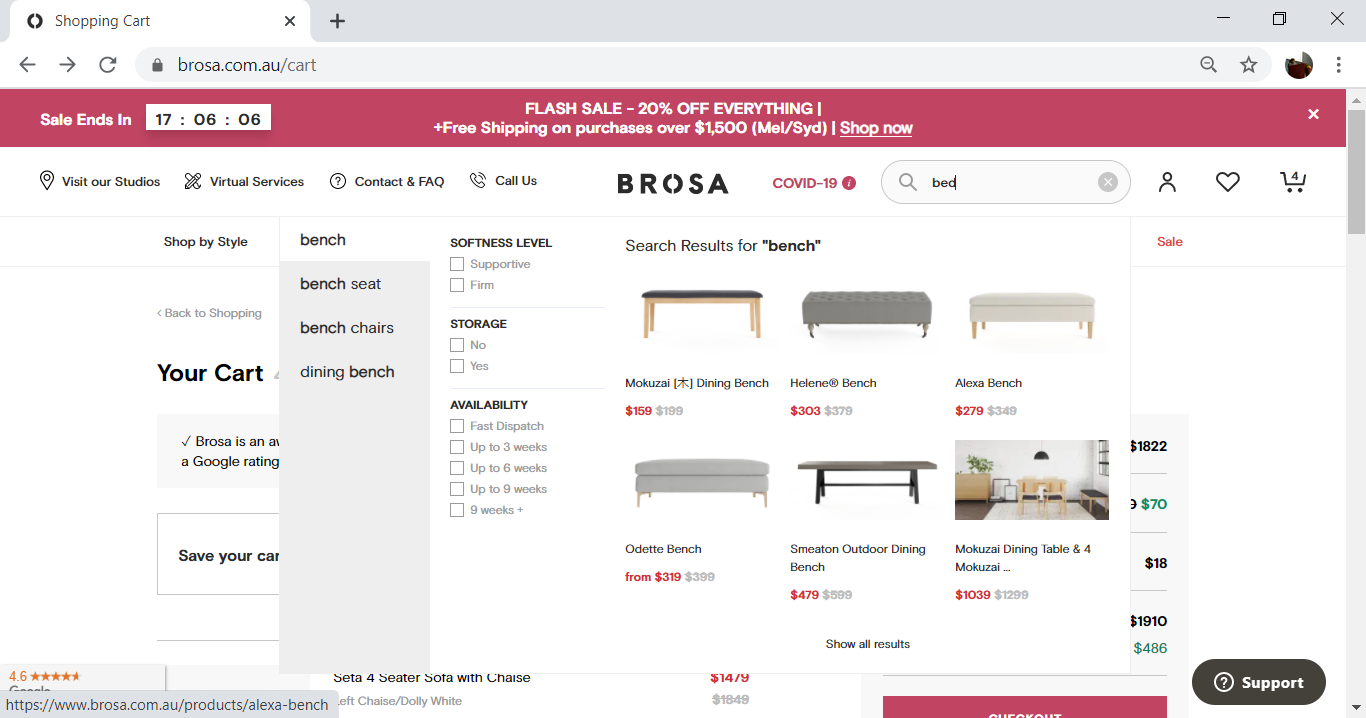 Shopping Cart
brosa.com.au/cart
Sale Ends In
17 : 06 : 06
FLASH SALE - 20% OFF EVERYTHING |
+Free Shipping on purchases over $1,500 (Mel/Syd) | Shop now
Visit our Studios
Virtual Services
Contact & FAQ
Call Us
BROSA
COVID-19
bed
4
Shop by Style
Sale
bench
bench seat
bench chairs
dining bench
SOFTNESS LEVEL
Supportive
Firm
STORAGE
No
Yes
AVAILABILITY
Fast Dispatch
Up to 3 weeks
Up to 6 weeks
Up to 9 weeks
9 weeks +
Search Results for "bench"
Mokuzai [木] Dining Bench
$159 $199
Helene® Bench
$303 $379
Alexa Bench
$279 $349
Odette Bench
from $319 $399
Smeaton Outdoor Dining
Bench
$479 $599
Mokuzai Dining Table & 4
Mokuzai ...
$1039 $1299
Show all results
‹ Back to Shopping
Your Cart
✓ Brosa is an
a Google rating
Save your
$1822
$70
$18
$1910
$486
Seta 4 Seater Sofa with Chaise
$1479
Left Chaise/Dolly White
$1849
4.6
Google
https://www.brosa.com.au/products/alexa-bench
CHECKOUT
Support